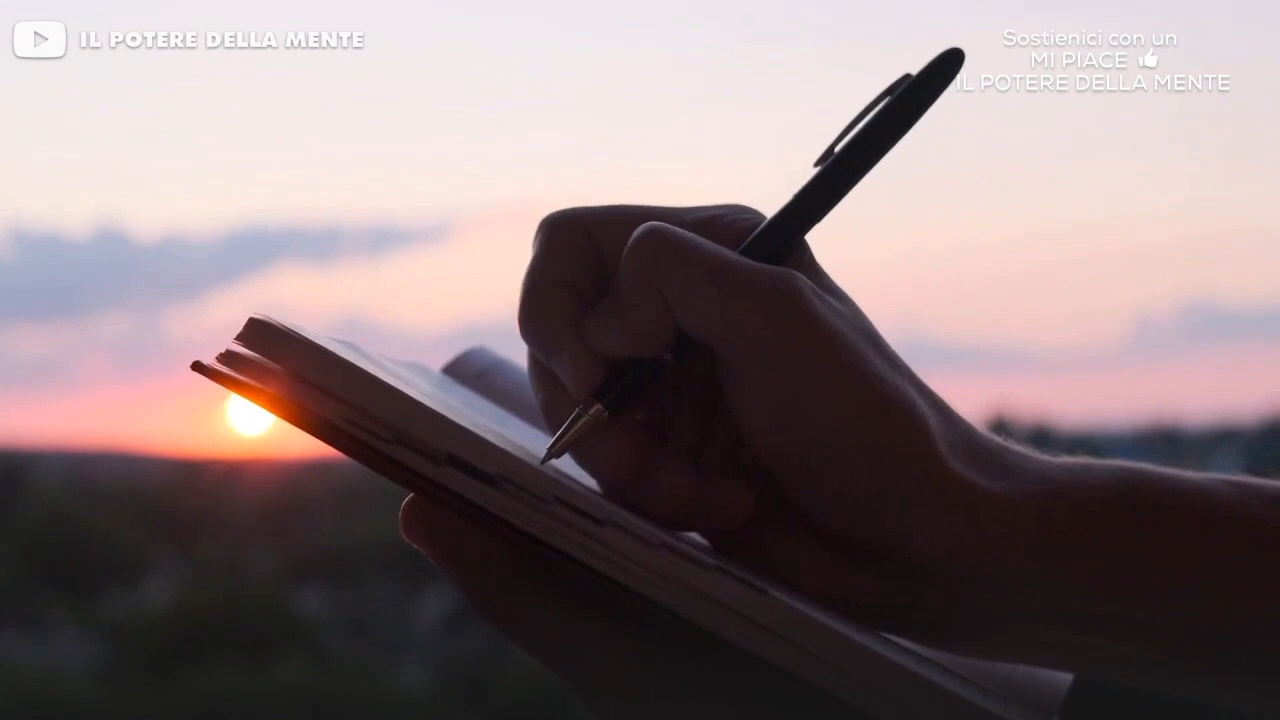 IL POTERE DELLA MENTE
Sostienici con un
MI PIACE
IL POTERE DELLA MENTE